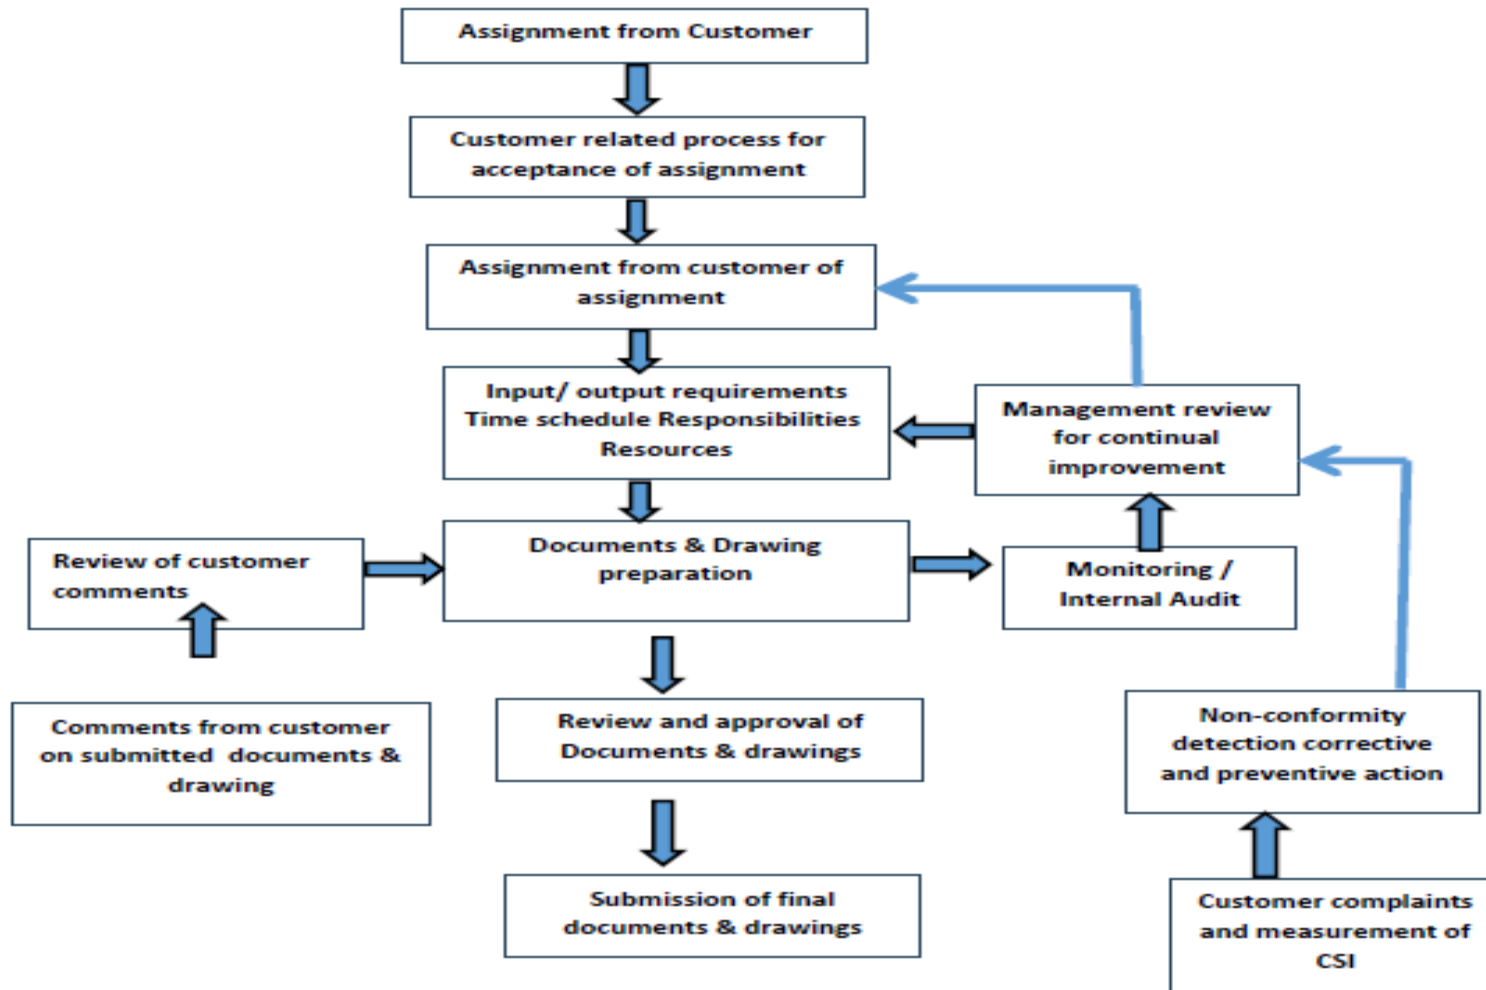 Assignment from Customer
Customer related process for
acceptance of assignment
Assignment from customer of
assignment
Input/ output requirements
Time schedule Responsibilities
Resources
Management review
for continual
improvement
Documents & Drawing
preparation
Review of customer
comments
Monitoring /
Internal Audit
Comments from customer
on submitted documents &
drawing
Review and approval of
Documents & drawings
Non-conformity
detection corrective
and preventive action
Submission of final
documents & drawings
Customer complaints
and measurement of
CSI